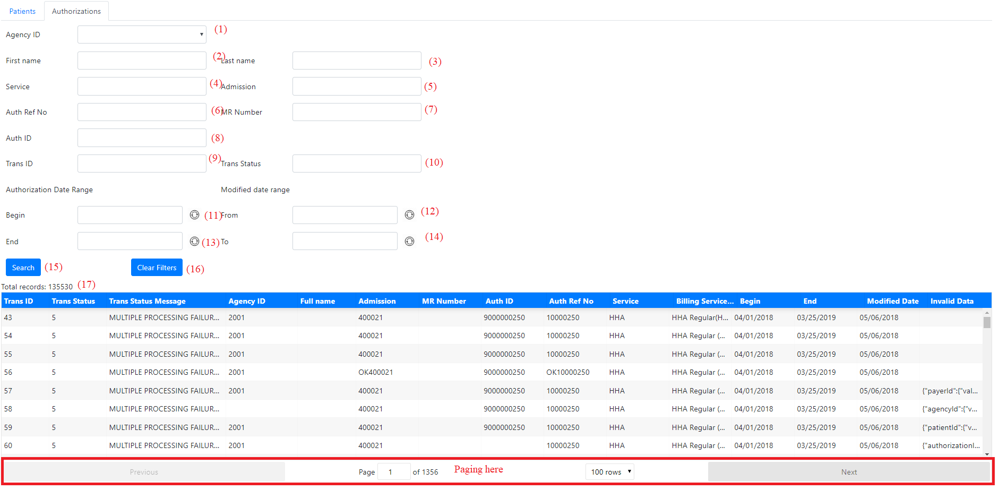 Patients Authorizations
Agency ID (1)
First name (2) Last name (3)
Service (4) Admission (5)
Auth Ref No (6) MR Number (7)
Auth ID (8)
Trans ID (9) Trans Status (10)
Authorization Date Range Modified date range
Begin (11) From (12)
End (13) To (14)
Search (15) Clear Filters (16)
Total records: 135530 (17)
Trans ID Trans Status Trans Status Message Agency ID Full name Admission MR Number Auth ID Auth Ref No Service Billing Service... Begin End Modified Date Invalid Data
43 5 MULTIPLE PROCESSING FAILUR... 2001 400021 9000000250 10000250 HHA HHA Regular(H... 04/01/2018 03/25/2019 05/06/2018
54 5 MULTIPLE PROCESSING FAILUR... 2001 400021 9000000250 10000250 HHA HHA Regular (... 04/01/2018 03/25/2019 05/06/2018
55 5 MULTIPLE PROCESSING FAILUR... 2001 400021 9000000250 10000250 HHA HHA Regular (... 04/01/2018 03/25/2019 05/06/2018
56 5 MULTIPLE PROCESSING FAILUR... 2001 OK400021 9000000250 OK10000250 HHA HHA Regular (... 04/01/2018 03/25/2019 05/06/2018
57 5 MULTIPLE PROCESSING FAILUR... 2001 400021 9000000250 10000250 HHA HHA Regular (... 04/01/2018 03/25/2019 05/06/2018 {"payerId":{"val...
58 5 MULTIPLE PROCESSING FAILUR... 400021 9000000250 10000250 HHA HHA Regular (... 04/01/2018 03/25/2019 05/06/2018 {"agencyId":{"v...
59 5 MULTIPLE PROCESSING FAILUR... 2001 400021 9000000250 10000250 HHA HHA Regular (... 04/01/2018 03/25/2019 05/06/2018 {"patientId":{"v...
60 5 MULTIPLE PROCESSING FAILUR... 2001 400021 10000250 HHA HHA Regular (... 04/01/2018 03/25/2019 05/06/2018 {"authorizationI...
Previous Page 1 of 1356 Paging here 100 rows Next